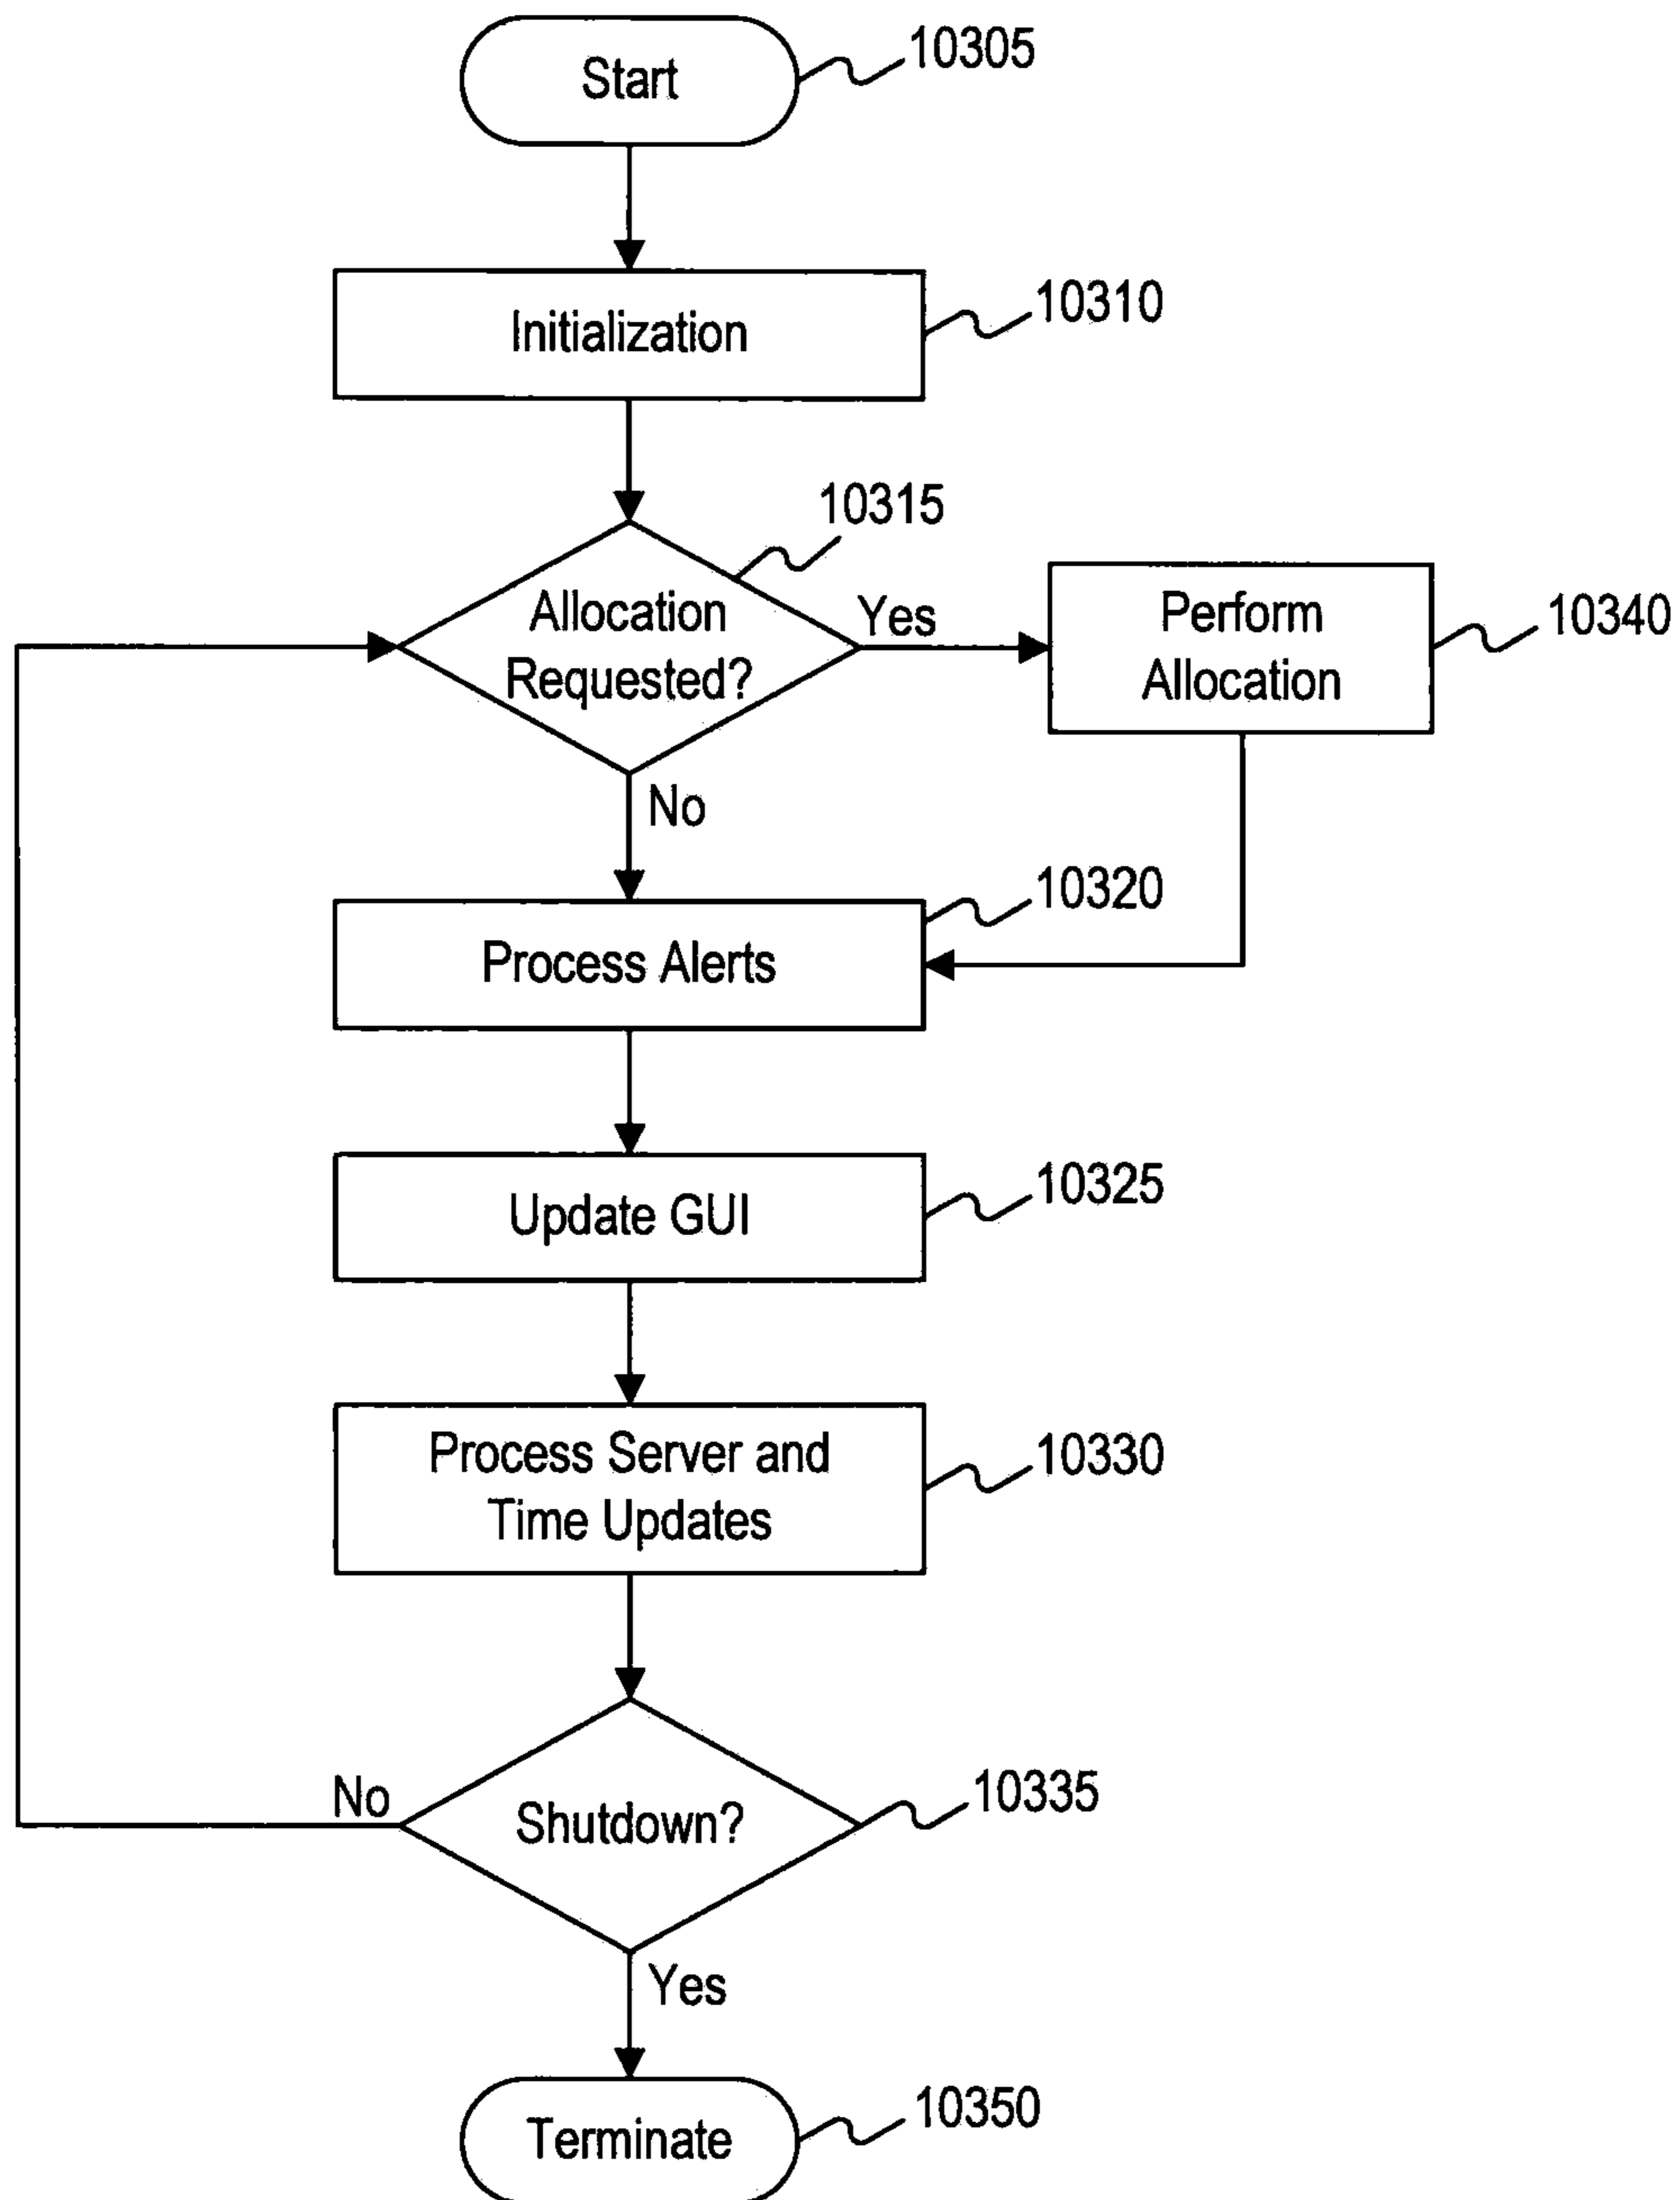 Start
10305
Initialization
10310
10315
Allocation
Requested?
Yes
Perform
Allocation
10340
No
10320
Process Alerts
10325
Update GUI
Process Server and
Time Updates
10330
No
Shutdown?
10335
Yes
Terminate
10350